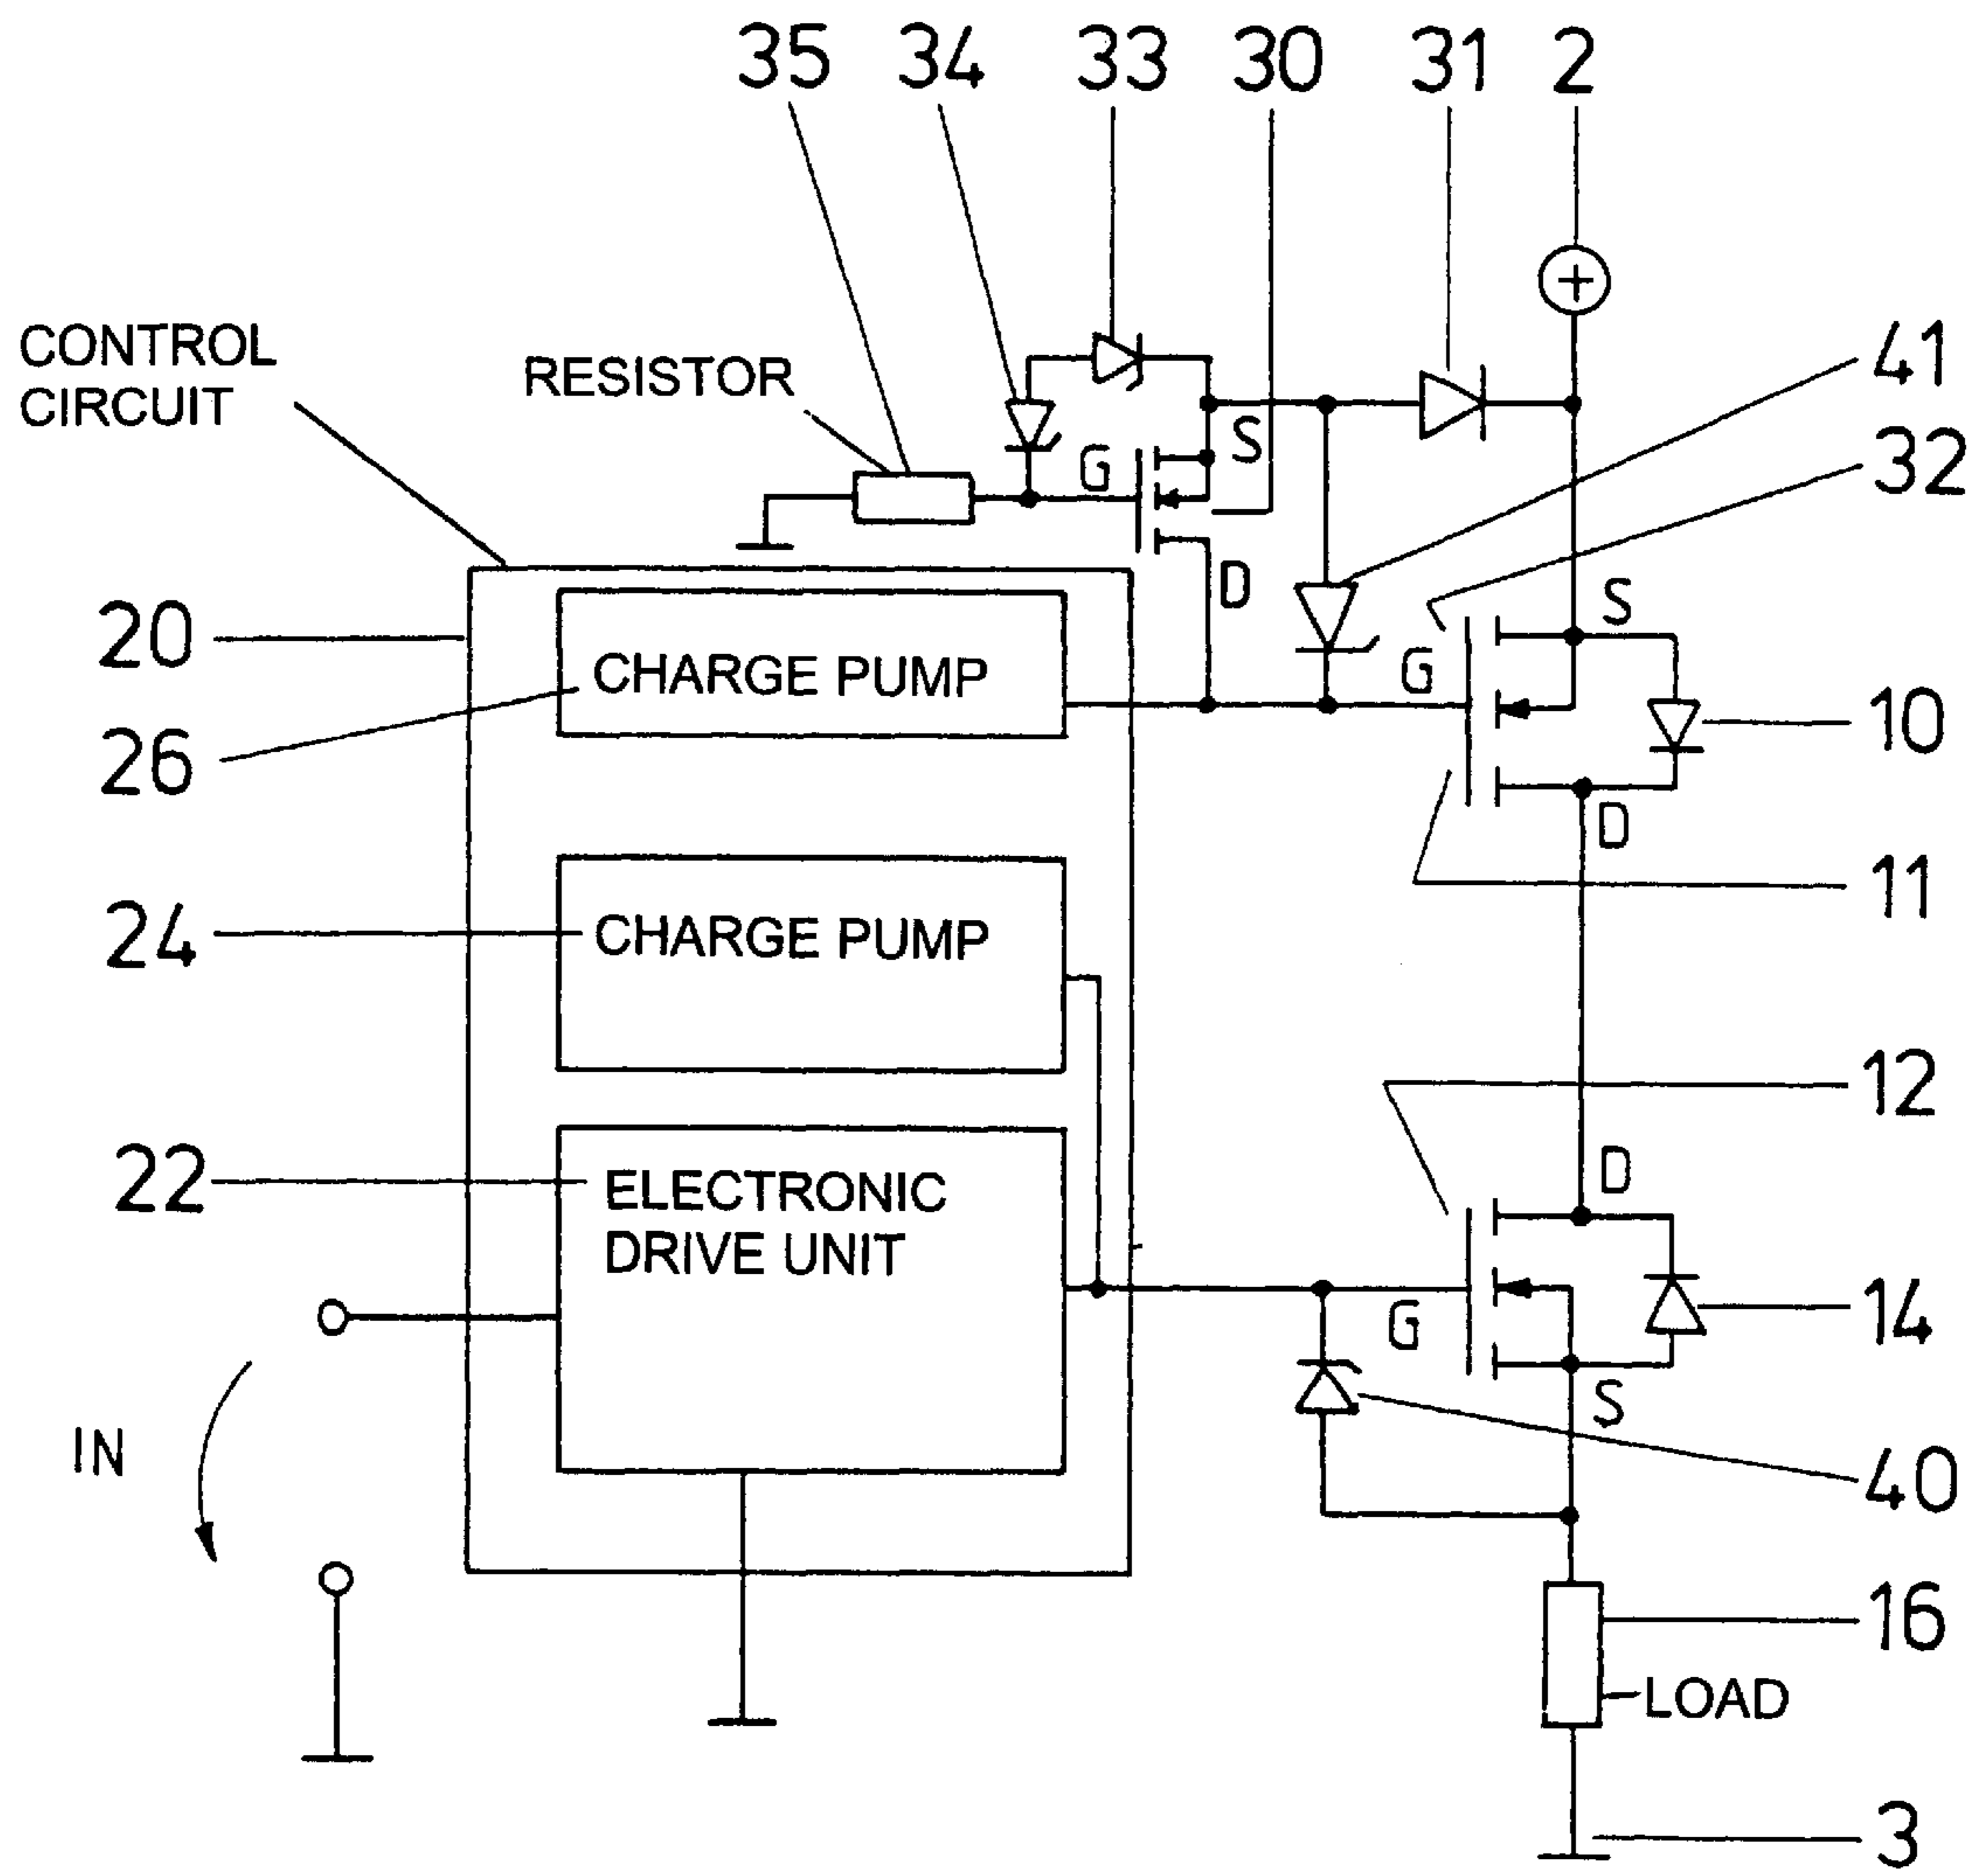 35 34 33 30 31 2
CONTROL
CIRCUIT
RESISTOR
41
32
S
G
D
S
G
20
CHARGE PUMP
10
26
D
11
24
CHARGE PUMP
12
22
ELECTRONIC
DRIVE UNIT
D
14
G
S
IN
40
16
LOAD
3